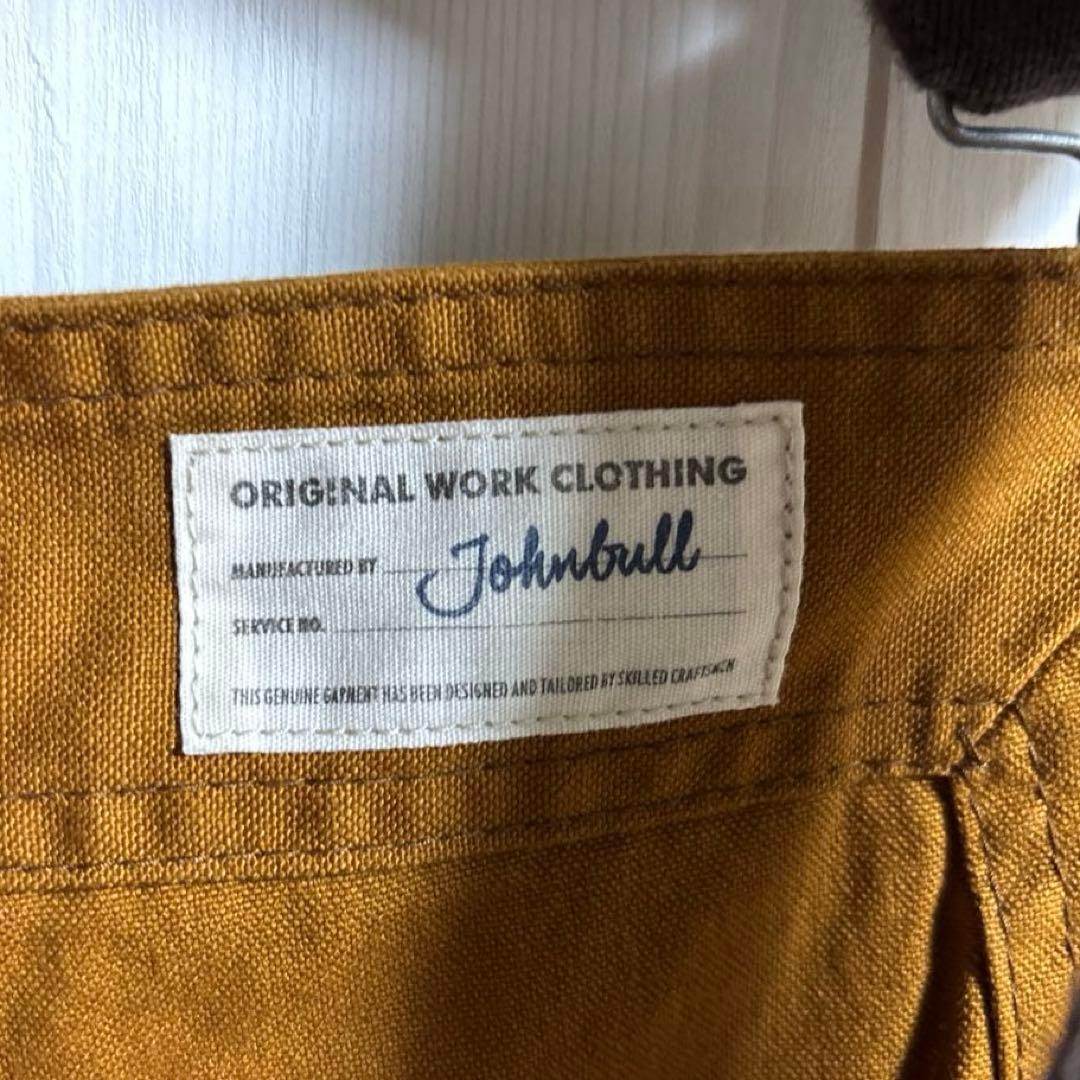 ORIGINAL WORK CLOTHING
MANUFACTURED BY Johnbull
SERVICE NO.
THIS GENUINE GARMENT HAS BEEN DESIGNED AND TAILORED BY SKILLED CRAFTSMEN